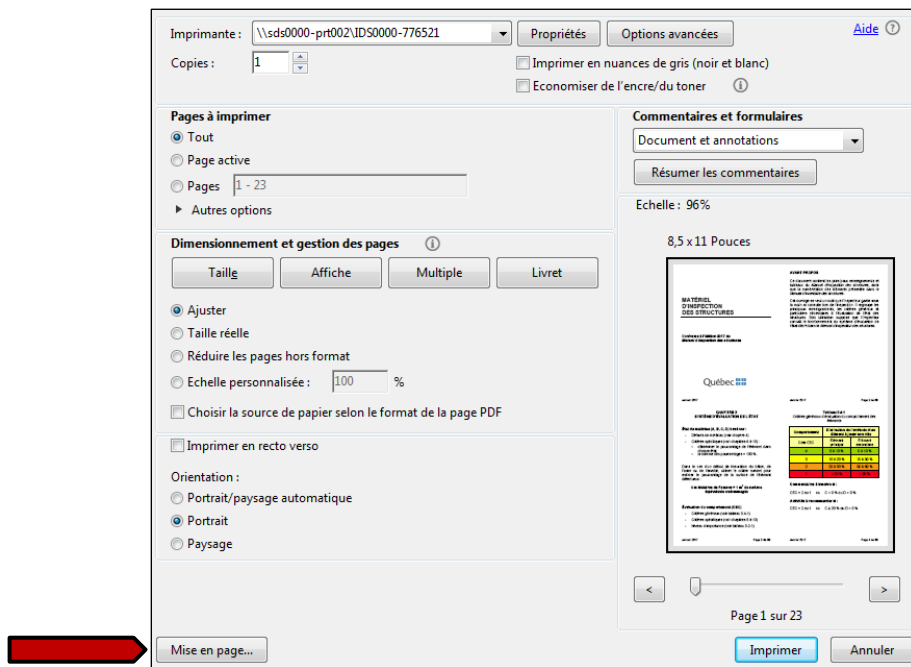 Imprimante : \\sds0000-prt002\IDS0000-776521 Propriétés Options avancées Aide ?
Copies : 1 Imprimer en nuances de gris (noir et blanc)
Economiser de l'encre/du toner i
Pages à imprimer
Tout
Page active
Pages 1 - 23
Autres options
Dimensionnement et gestion des pages i
Taille Affiche Multiple Livret
Ajuster
Taille réelle
Réduire les pages hors format
Echelle personnalisée : 100 %
Choisir la source de papier selon le format de la page PDF
Imprimer en recto verso
Orientation :
Portrait/paysage automatique
Portrait
Paysage
Commentaires et formulaires
Document et annotations
Résumer les commentaires
Echelle : 96%
8,5 x 11 Pouces
MATÉRIEL
D'INSPECTION
DES STRUCTURES
Québec
AVANT-PROPOS
< >
Page 1 sur 23
Mise en page... Imprimer Annuler